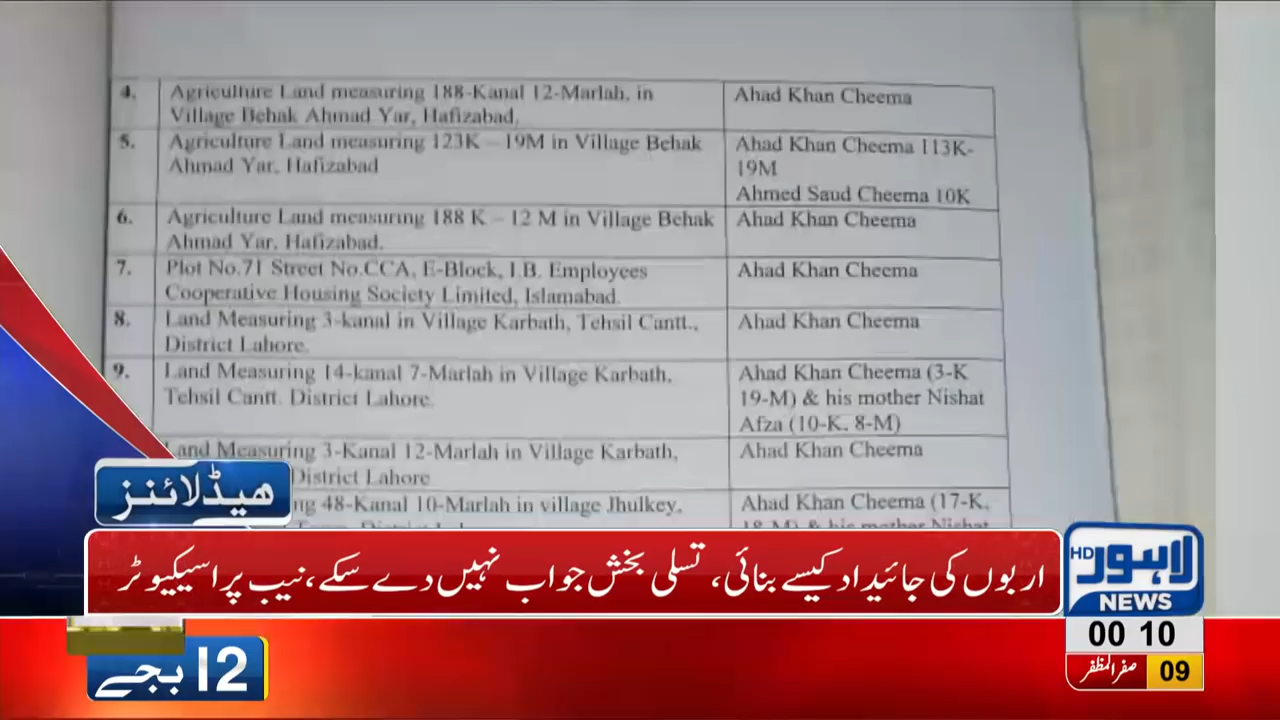 4. Agriculture Land measuring 188-Kanal 12-Marlah, in Ahad Khan Cheema
Village Behak Ahmad Yar, Hafizabad.
5. Agriculture Land measuring 123K – 19M in Village Behak Ahad Khan Cheema 113K-
Ahmad Yar, Hafizabad 19M
Ahmed Saud Cheema 10K
6. Agriculture Land measuring 188 K – 12 M in Village Behak Ahad Khan Cheema
Ahmad Yar, Hafizabad.
7. Plot No.71 Street No.CCA, E-Block, I.B. Employees Ahad Khan Cheema
Cooperative Housing Society Limited, Islamabad.
8. Land Measuring 3-kanal in Village Karbath, Tehsil Cantt., Ahad Khan Cheema
District Lahore.
9. Land Measuring 14-kanal 7-Marlah in Village Karbath, Ahad Khan Cheema (3-K
Tehsil Cantt. District Lahore. 19-M) & his mother Nishat
Afza (10-K, 8-M)
Land Measuring 3-Kanal 12-Marlah in Village Karbath, Ahad Khan Cheema
District Lahore
48-Kanal 10-Marlah in village Jhulkey, Ahad Khan Cheema (17-K,
18-M) & his mother Nishat
ہیڈلائنز
اربوں کی جائیداد کیسے بنائی، تسلی بخش جواب نہیں دے سکے، نیب پراسیکیوٹر
لاہور HD
NEWS
00 10
صفر المظفر 09
12 بجے